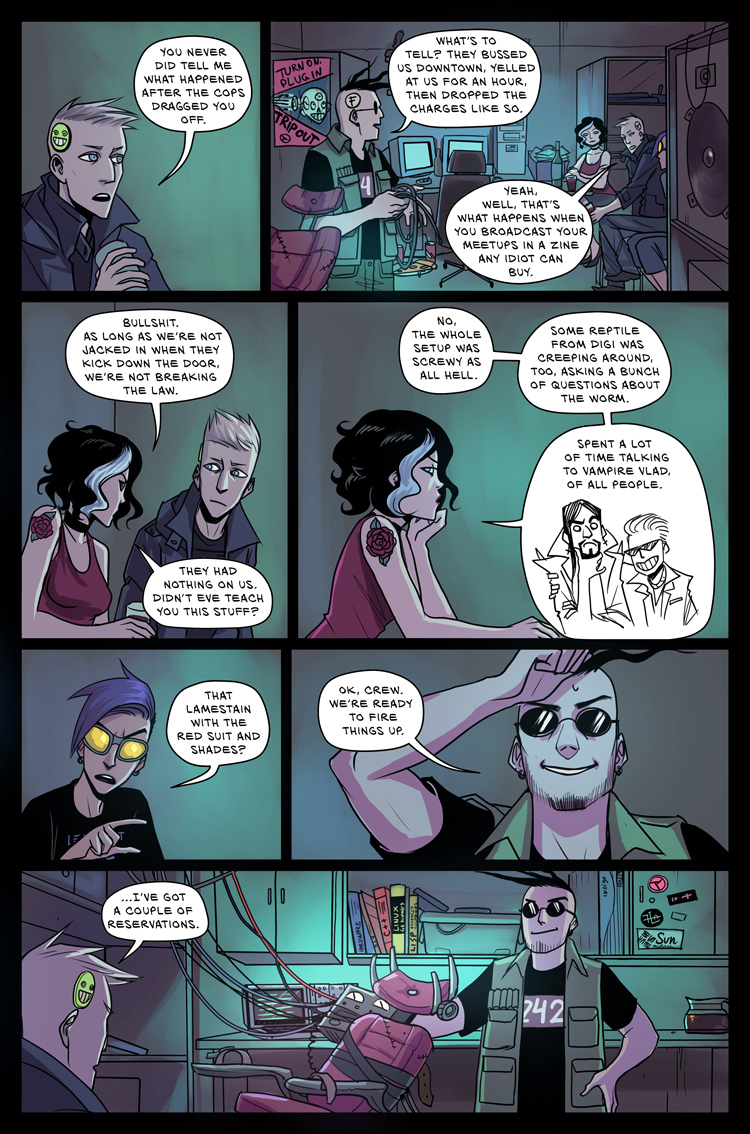 YOU NEVER
DID TELL ME
WHAT HAPPENED
AFTER THE COPS
DRAGGED YOU
OFF.
WHAT'S TO
TELL? THEY BUSSED
US DOWNTOWN, YELLED
AT US FOR AN HOUR,
THEN DROPPED THE
CHARGES LIKE SO.
TURN ON.
PLUG IN
TRIP OUT
F
4
YEAH,
WELL, THAT'S
WHAT HAPPENS WHEN
YOU BROADCAST YOUR
MEETUPS IN A ZINE
ANY IDIOT CAN
BUY.
BULLSHIT.
AS LONG AS WE'RE NOT
JACKED IN WHEN THEY
KICK DOWN THE DOOR,
WE'RE NOT BREAKING
THE LAW.
THEY HAD
NOTHING ON US.
DIDN'T EVE TEACH
YOU THIS STUFF?
NO,
THE WHOLE
SETUP WAS
SCREWY AS
ALL HELL.
SOME REPTILE
FROM DIGI WAS
CREEPING AROUND,
TOO, ASKING A BUNCH
OF QUESTIONS ABOUT
THE WORM.
SPENT A LOT
OF TIME TALKING
TO VAMPIRE VLAD,
OF ALL PEOPLE.
THAT
LAMESTAIN
WITH THE
RED SUIT AND
SHADES?
OK, CREW.
WE'RE READY
TO FIRE
THINGS UP.
...I'VE GOT
A COUPLE OF
RESERVATIONS.
C++
LINUX
LISP
Sun
242